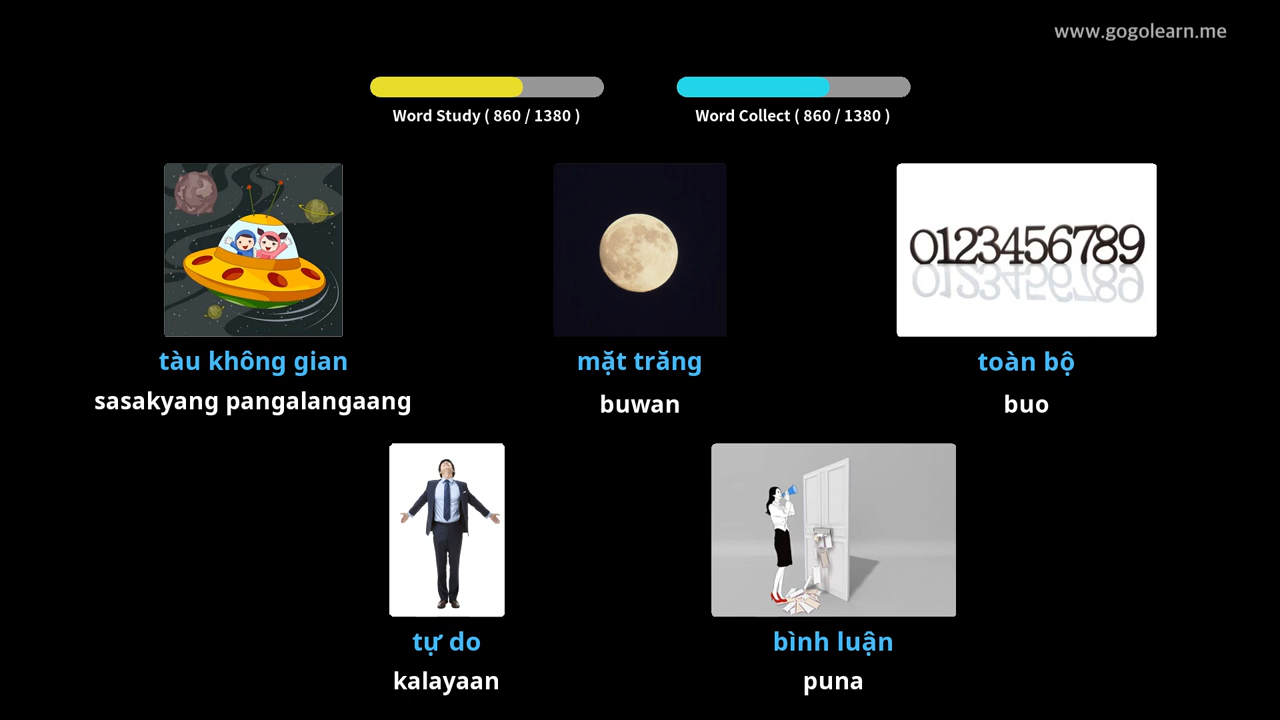 www.gogolearn.me
Word Study ( 860 / 1380 )
Word Collect ( 860 / 1380 )
0123456789
tàu không gian
mặt trăng
toàn bộ
sasakyang pangalangaang
buwan
buo
tự do
bình luận
kalayaan
puna